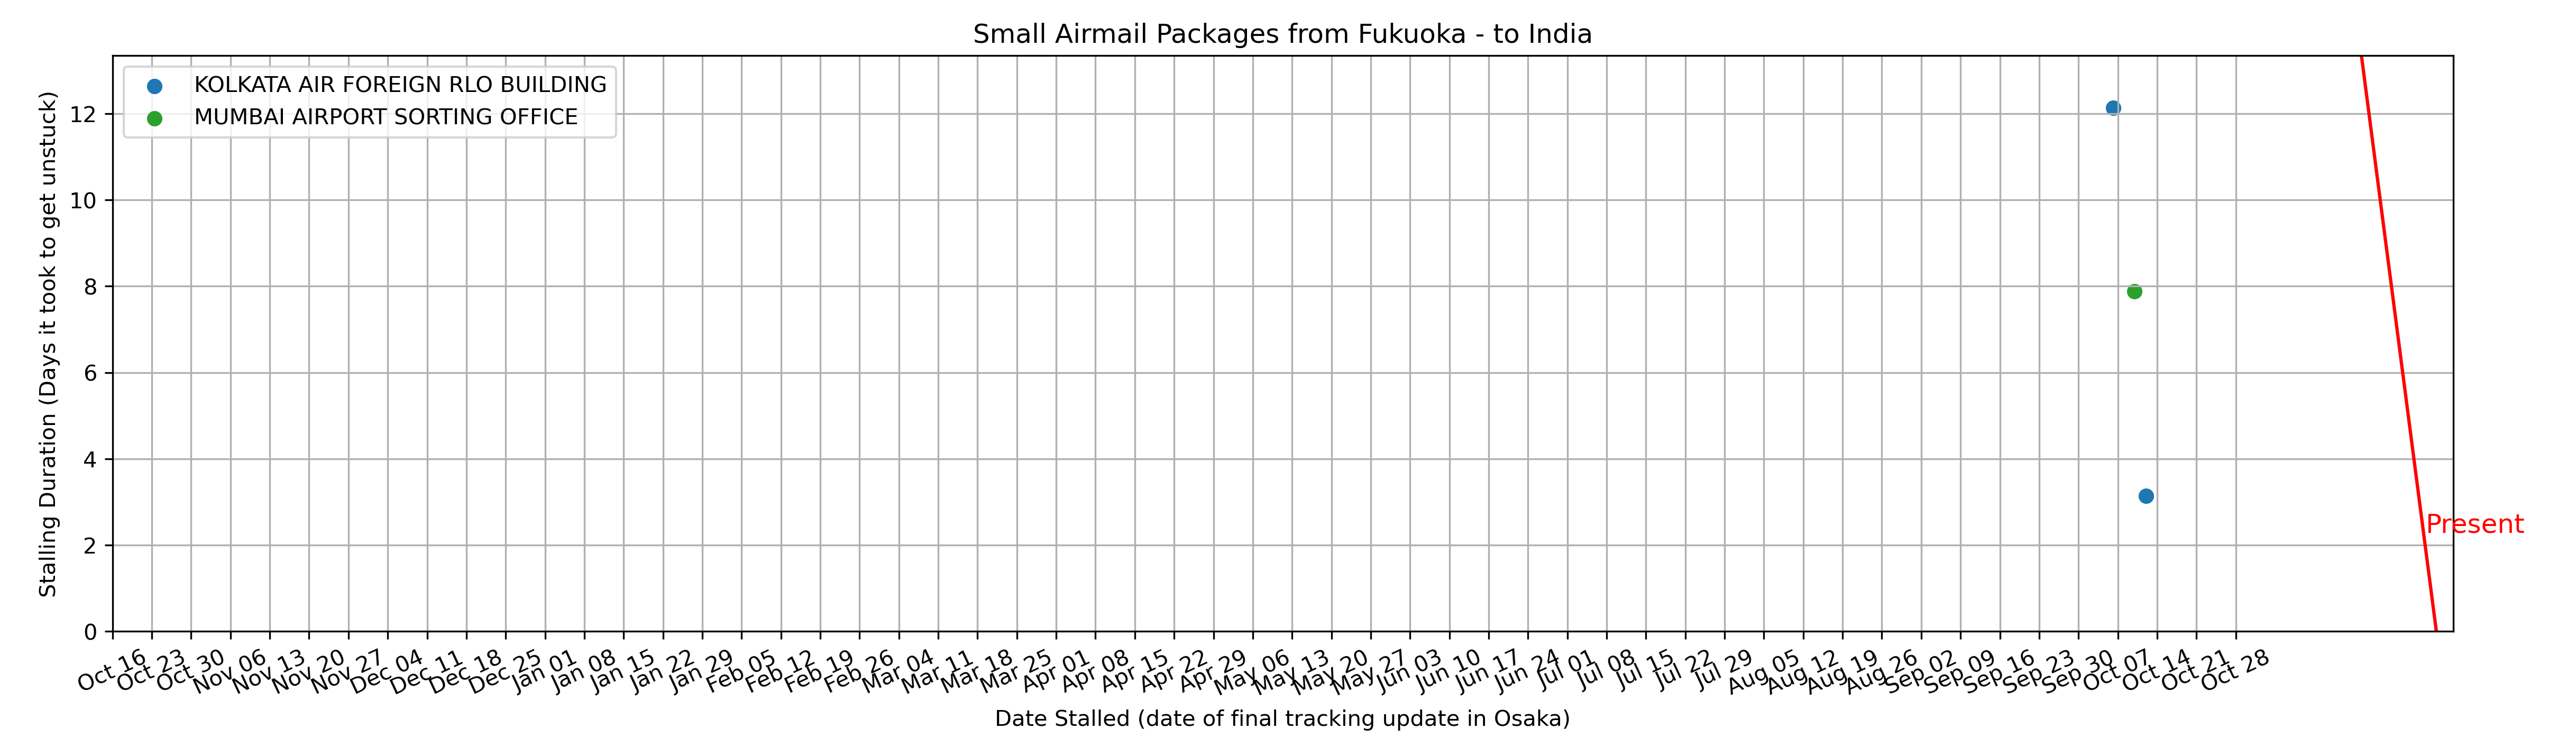 Small Airmail Packages from Fukuoka - to India
KOLKATA AIR FOREIGN RLO BUILDING
MUMBAI AIRPORT SORTING OFFICE
Stalling Duration (Days it took to get unstuck)
12
10
8
6
4
2
0
Present
Oct 16
Oct 23
Oct 30
Nov 06
Nov 13
Nov 20
Nov 27
Dec 04
Dec 11
Dec 18
Dec 25
Jan 01
Jan 08
Jan 15
Jan 22
Jan 29
Feb 05
Feb 12
Feb 19
Feb 26
Mar 04
Mar 11
Mar 18
Mar 25
Apr 01
Apr 08
Apr 15
Apr 22
Apr 29
May 06
May 13
May 20
May 27
Jun 03
Jun 10
Jun 17
Jun 24
Jul 01
Jul 08
Jul 15
Jul 22
Jul 29
Aug 05
Aug 12
Aug 19
Aug 26
Sep 02
Sep 09
Sep 16
Sep 23
Sep 30
Oct 07
Oct 14
Oct 21
Oct 28
Date Stalled (date of final tracking update in Osaka)